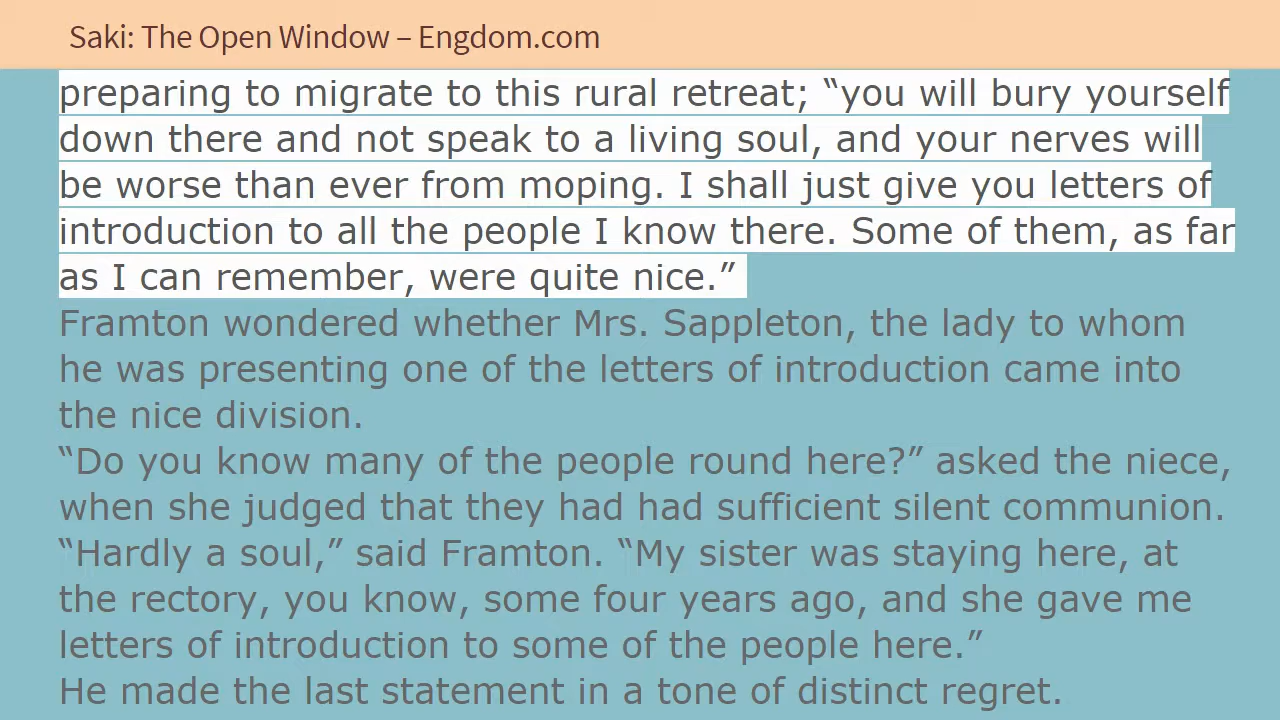 Saki: The Open Window – Engdom.com
preparing to migrate to this rural retreat; “you will bury yourself
down there and not speak to a living soul, and your nerves will
be worse than ever from moping. I shall just give you letters of
introduction to all the people I know there. Some of them, as far
as I can remember, were quite nice.”
Framton wondered whether Mrs. Sappleton, the lady to whom
he was presenting one of the letters of introduction came into
the nice division.
“Do you know many of the people round here?” asked the niece,
when she judged that they had had sufficient silent communion.
“Hardly a soul,” said Framton. “My sister was staying here, at
the rectory, you know, some four years ago, and she gave me
letters of introduction to some of the people here.”
He made the last statement in a tone of distinct regret.